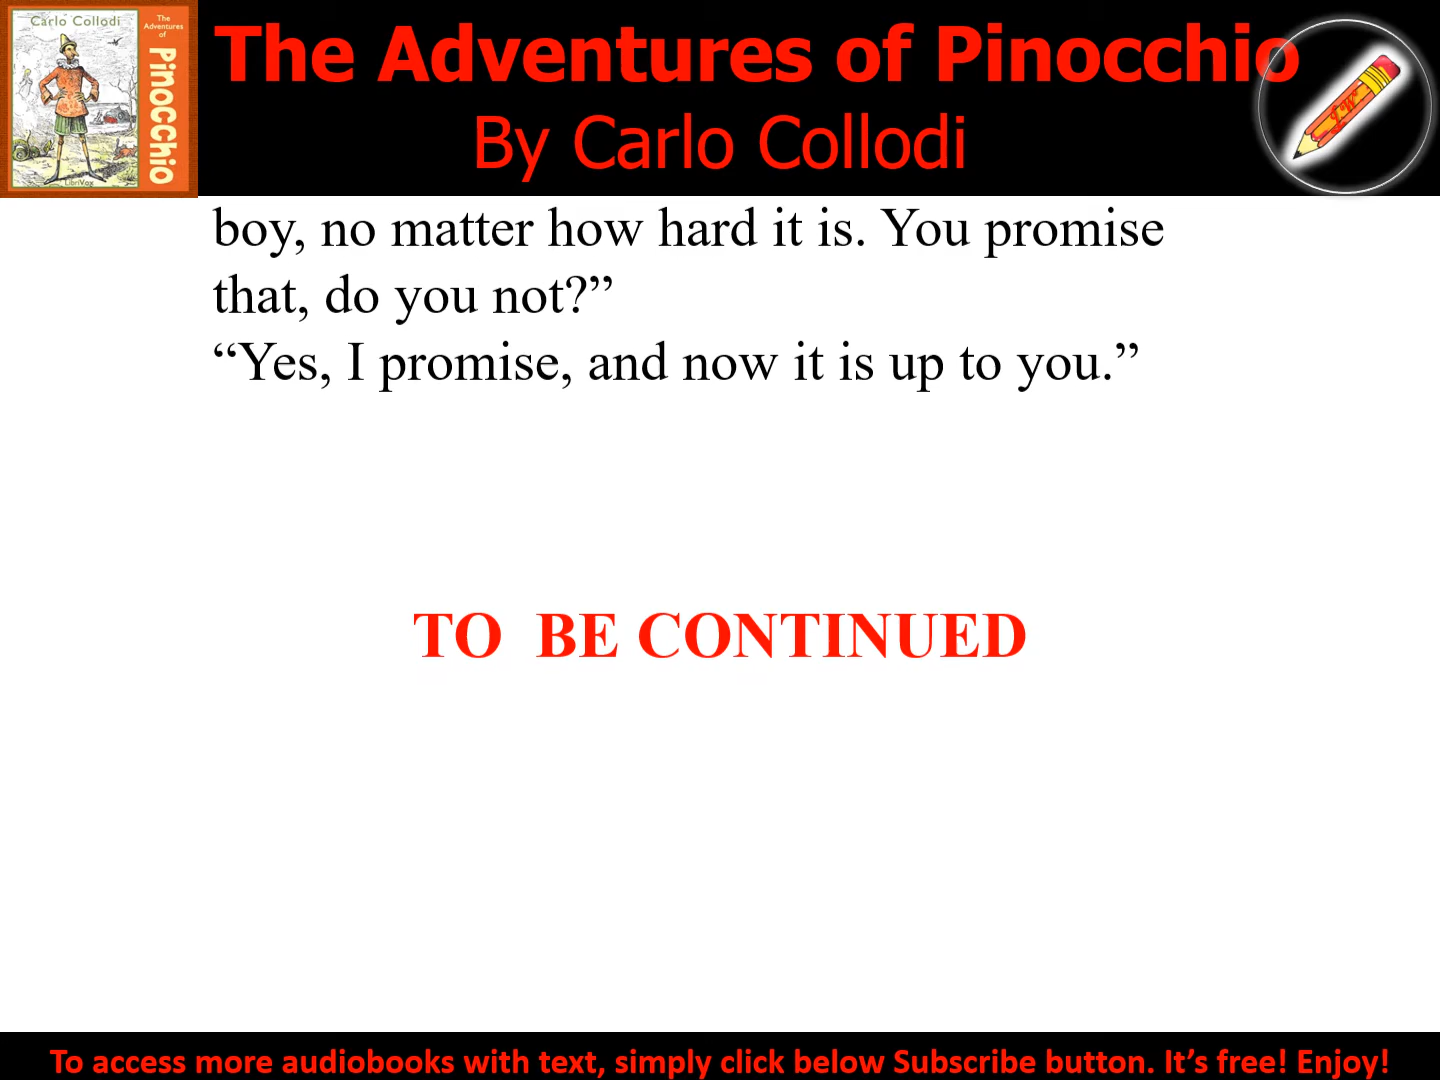 Carlo Collodi
The
Adventures
of
Pinocchio
LibriVox
The Adventures of Pinocchio
By Carlo Collodi
boy, no matter how hard it is. You promise
that, do you not?”
“Yes, I promise, and now it is up to you.”
TO BE CONTINUED
To access more audiobooks with text, simply click below Subscribe button. It’s free! Enjoy!